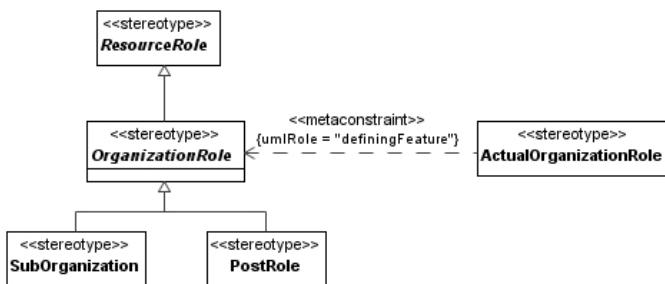 <<stereotype>>
ResourceRole
<<metaconstraint>>
<<stereotype>>
{umlRole = "definingFeature"}
<<stereotype>>
OrganizationRole
ActualOrganizationRole
<<stereotype>>
<<stereotype>>
SubOrganization
PostRole